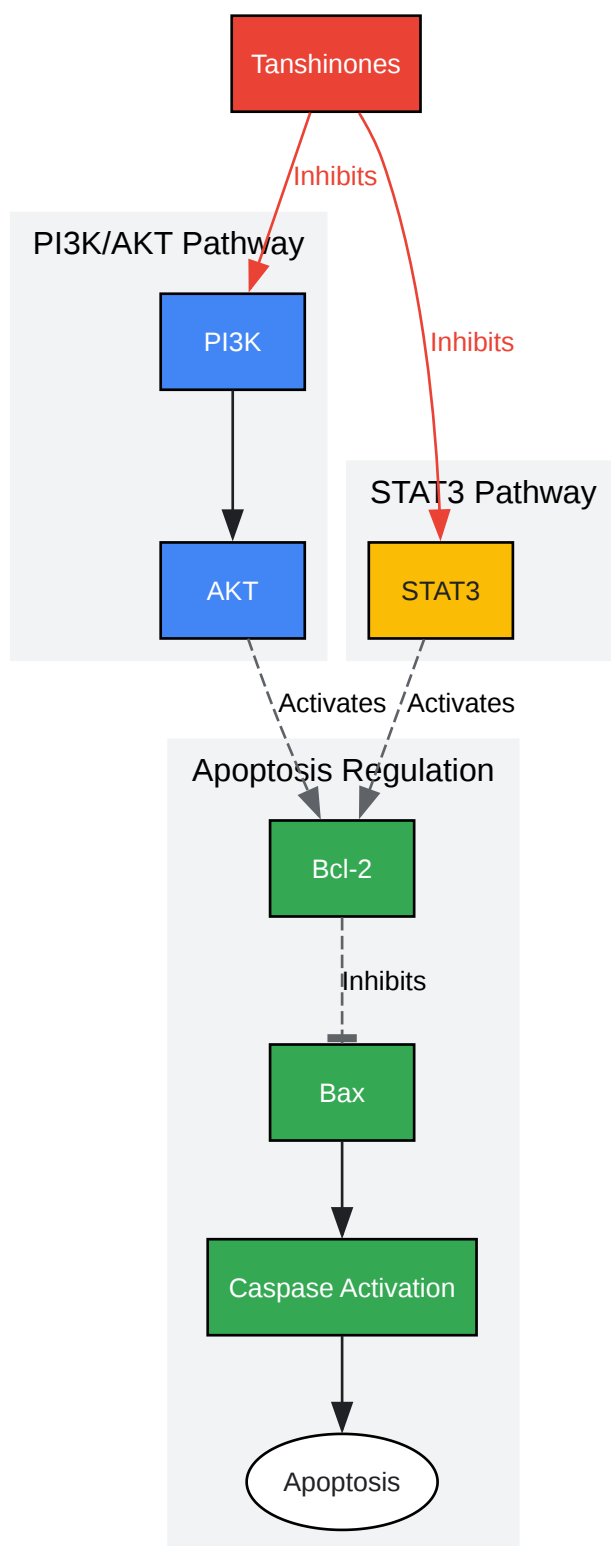 Tanshinones
Inhibits
PI3K/AKT Pathway
PI3K
Inhibits
STAT3 Pathway
AKT
STAT3
Activates
Activates
Apoptosis Regulation
Bcl-2
Inhibits
Bax
Caspase Activation
Apoptosis